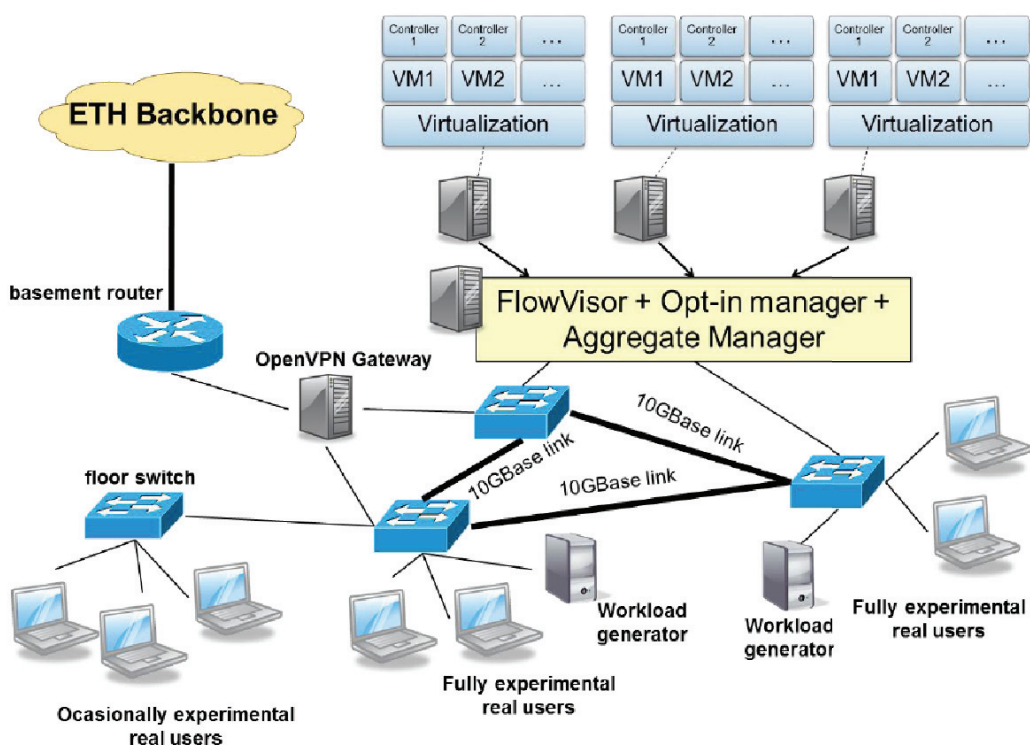 Controller 1
Controller 2
...
Controller 1
Controller 2
...
Controller 1
Controller 2
...
VM1
VM2
...
VM1
VM2
...
VM1
VM2
...
Virtualization
Virtualization
Virtualization
ETH Backbone
basement router
FlowVisor + Opt-in manager +
Aggregate Manager
OpenVPN Gateway
10GBase link
10GBase link
10GBase link
floor switch
Workload
generator
Workload
generator
Fully experimental
real users
Fully experimental
real users
Ocasionally experimental
real users